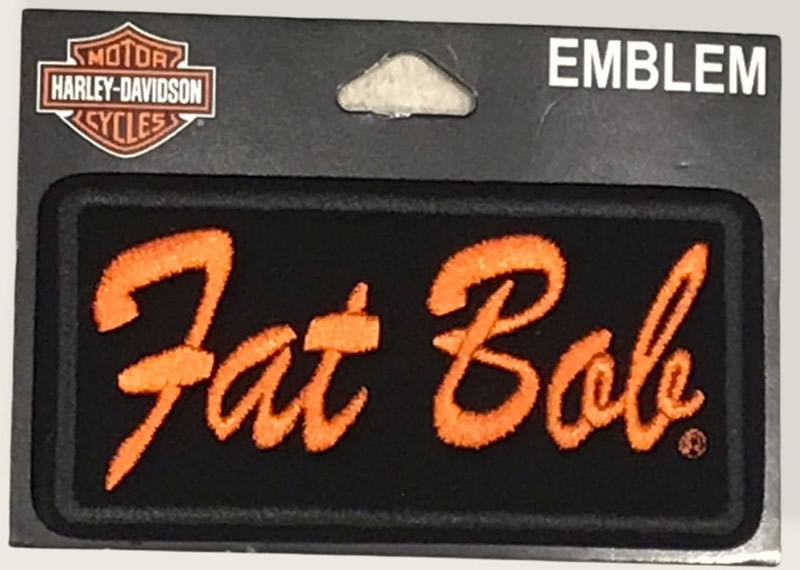 MOTOR
HARLEY-DAVIDSON
CYCLES
®
EMBLEM
Fat Bob
®